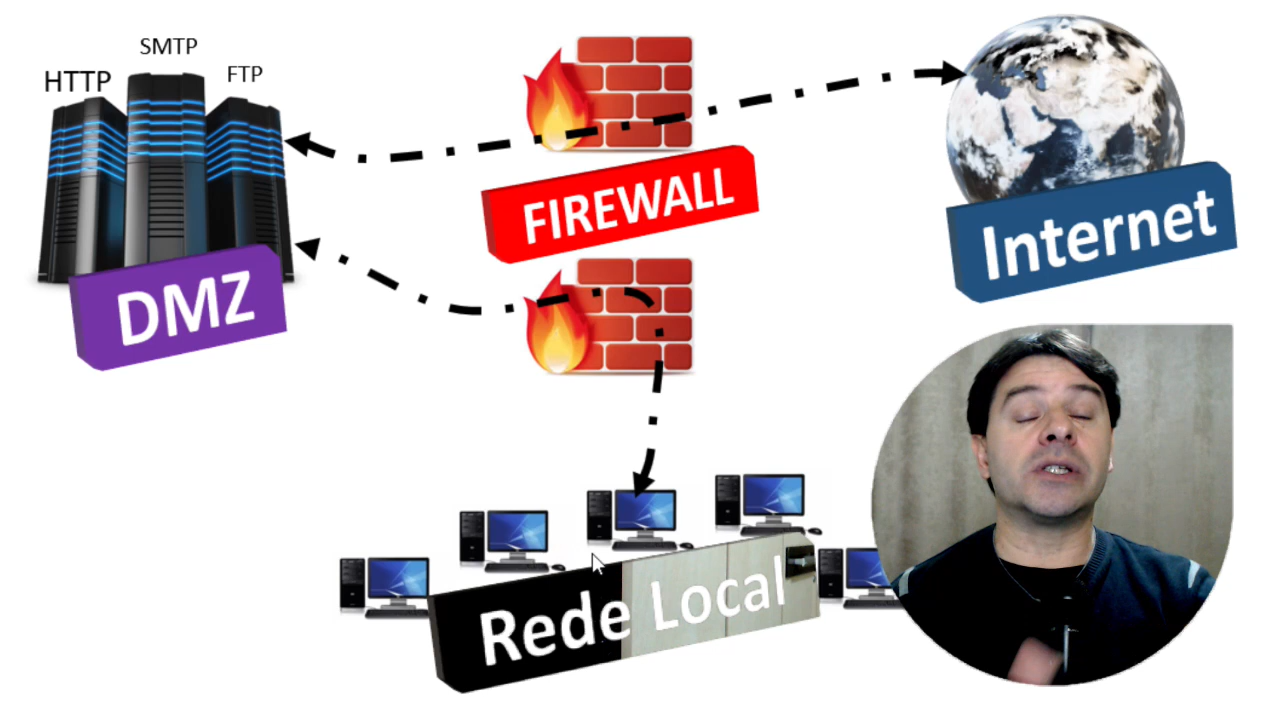 SMTP
HTTP
FTP
FIREWALL
Internet
DMZ
Rede Local